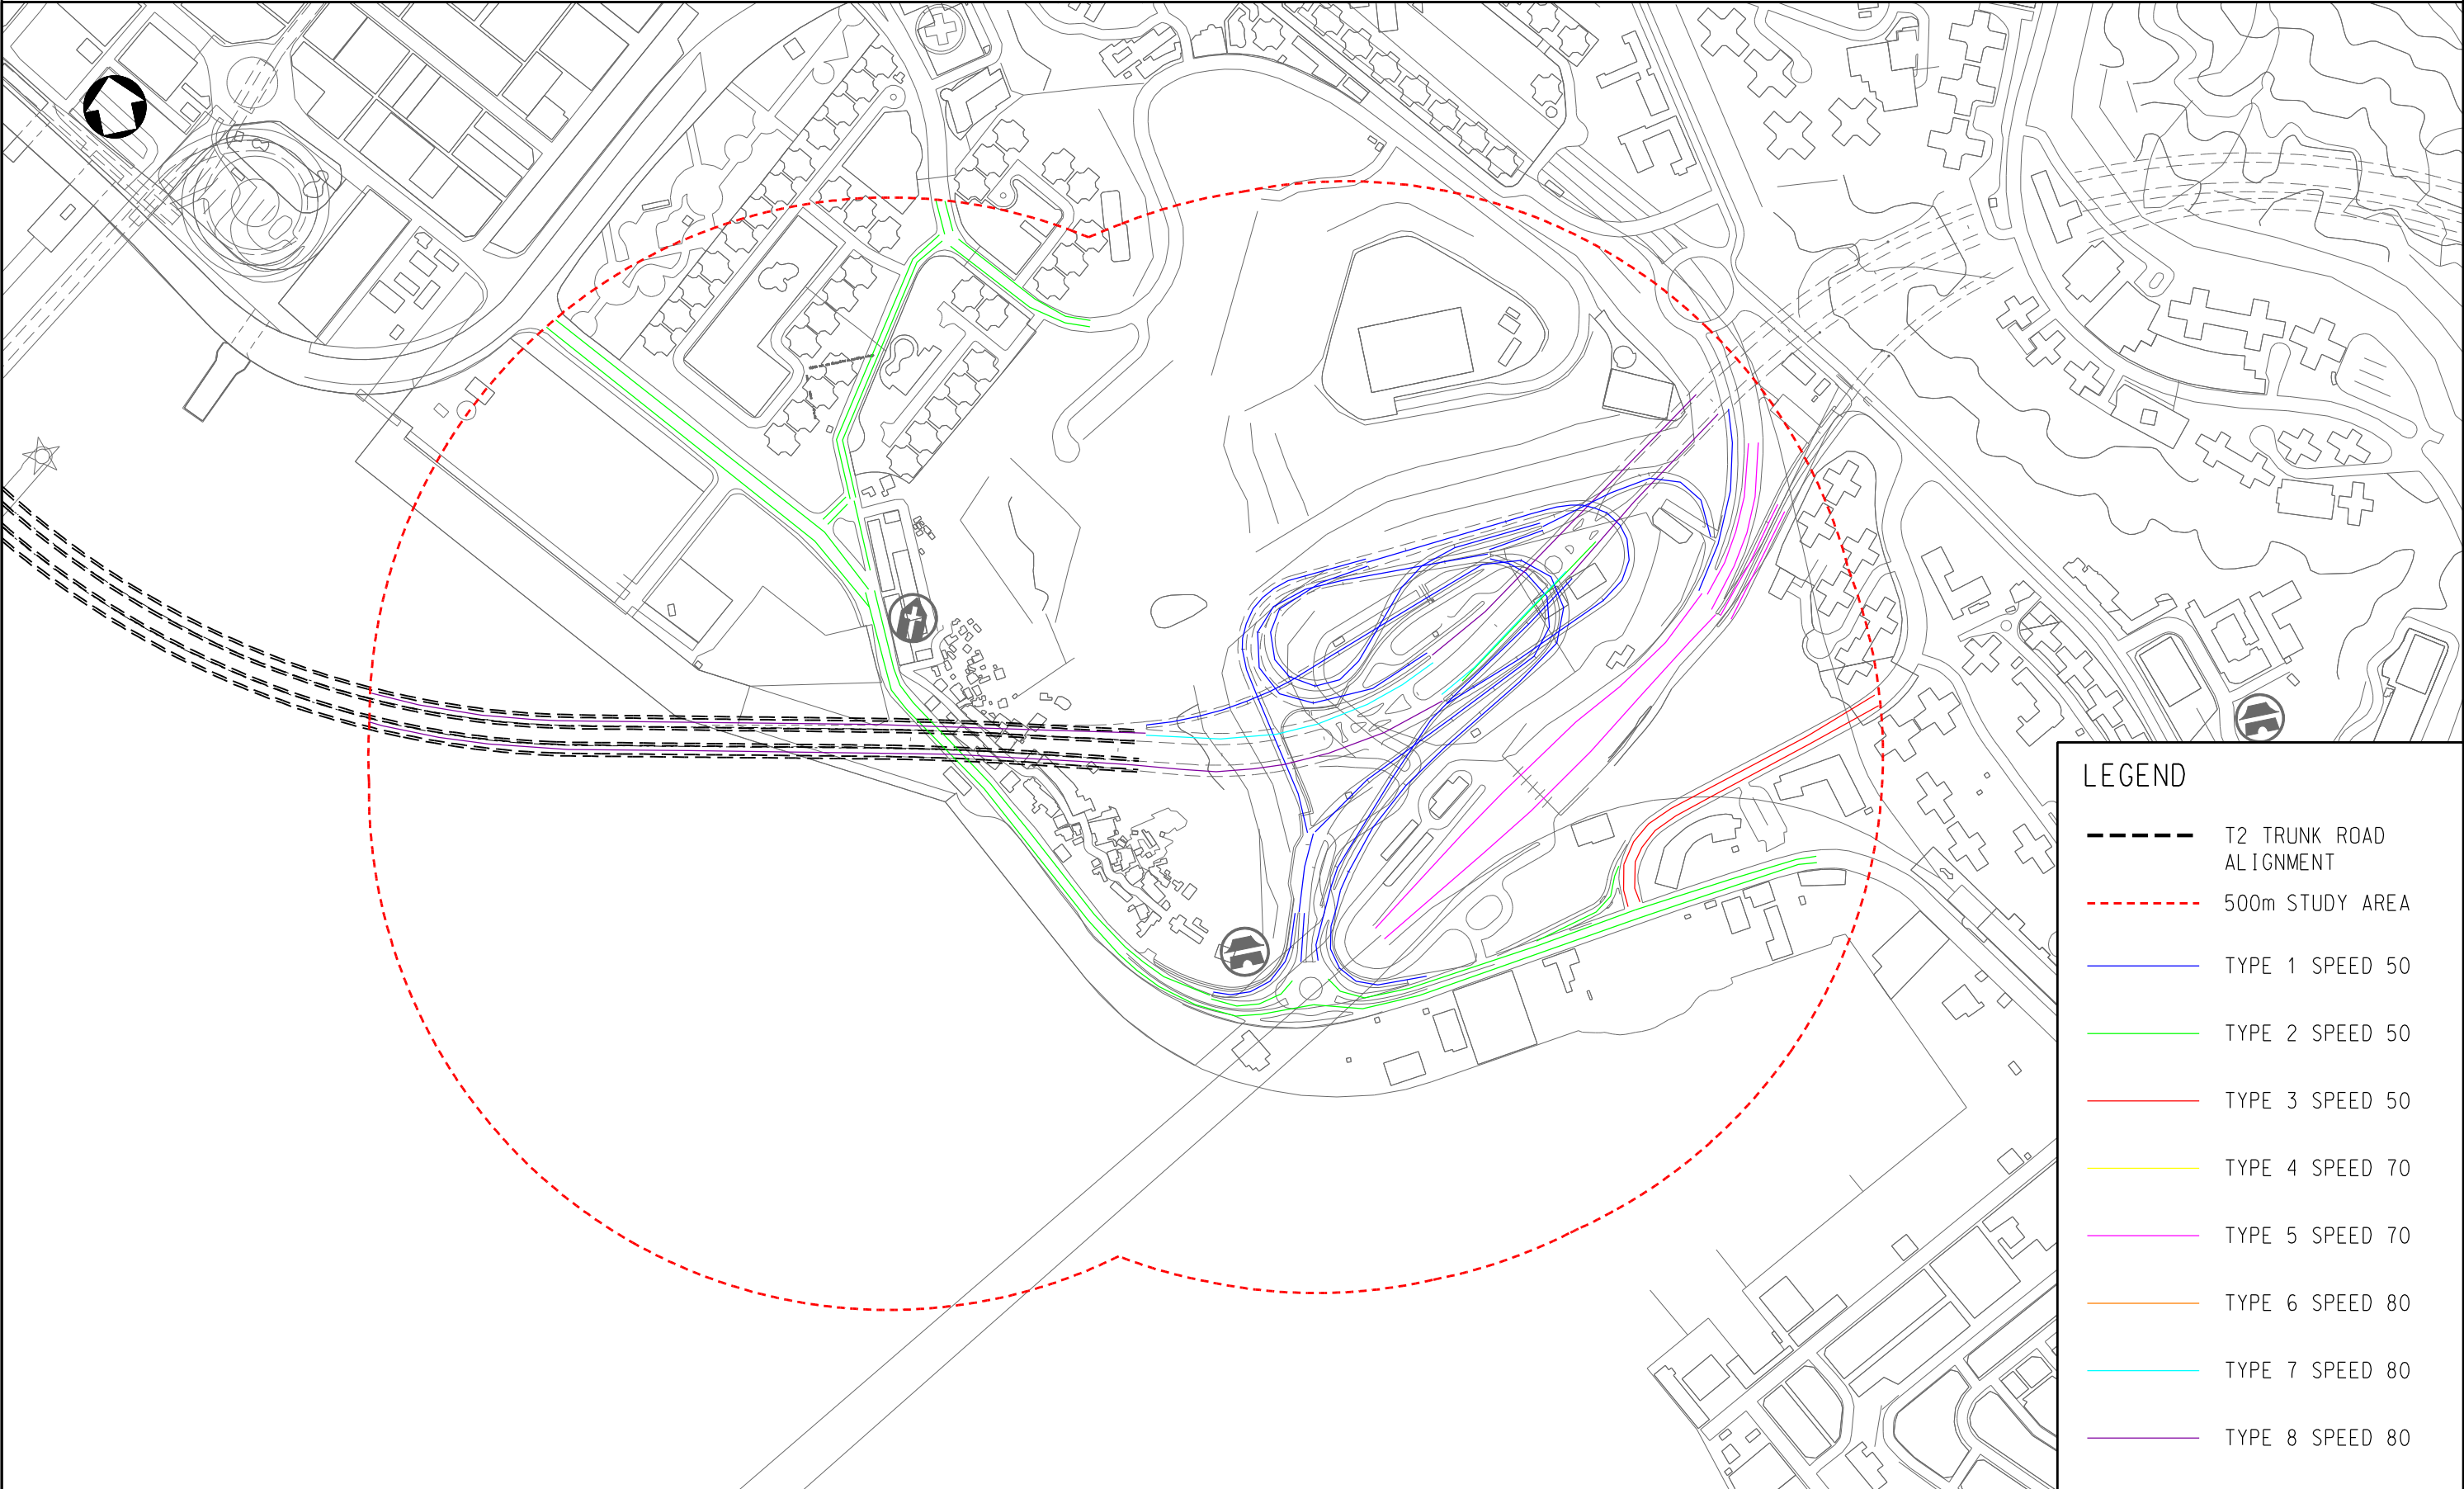 LEGEND
T2 TRUNK ROAD
ALIGNMENT
500m STUDY AREA
TYPE 1 SPEED 50
TYPE 2 SPEED 50
TYPE 3 SPEED 50
TYPE 4 SPEED 70
TYPE 5 SPEED 70
TYPE 6 SPEED 80
TYPE 7 SPEED 80
TYPE 8 SPEED 80